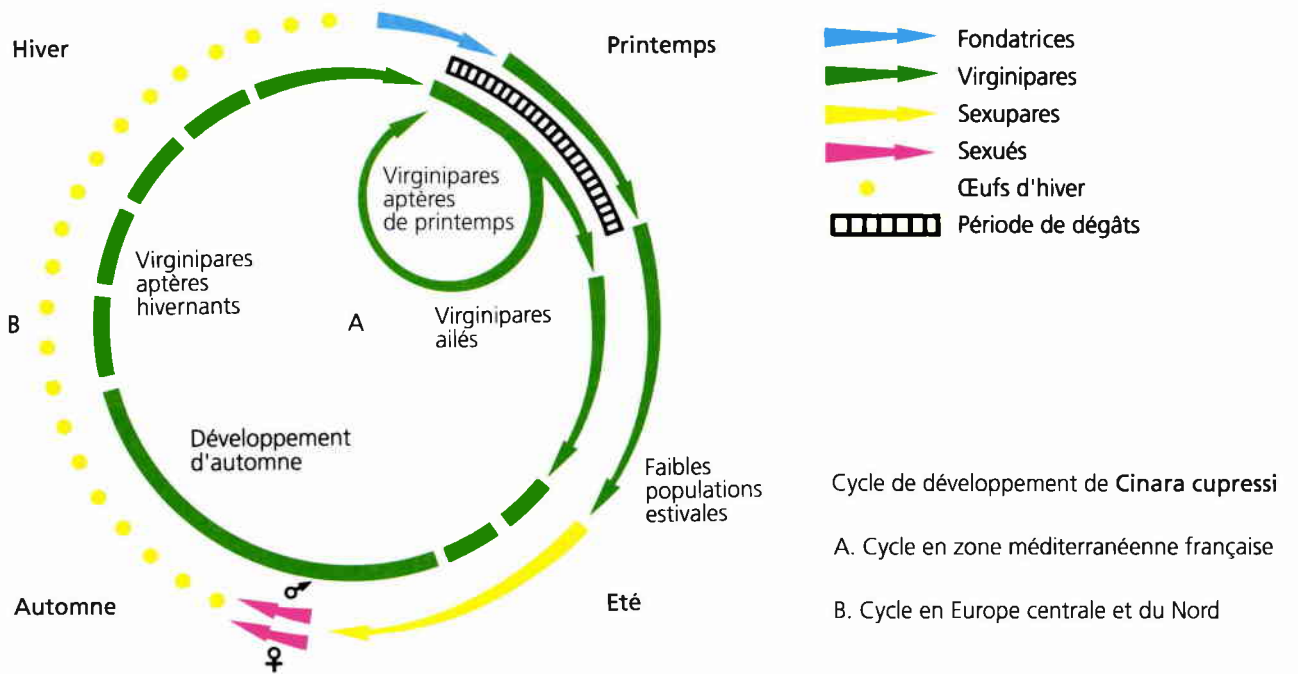 Hiver
Printemps
Fondatrices
Virginipares
Sexupares
Sexués
Œufs d'hiver
Période de dégâts
Virginipares
aptères
de printemps
Virginipares
aptères
hivernants
B
A
Virginipares
ailés
Développement
d'automne
Faibles
populations
estivales
Automne
Eté
♂
♀
Cycle de développement de Cinara cupressi
A. Cycle en zone méditerranéenne française
B. Cycle en Europe centrale et du Nord